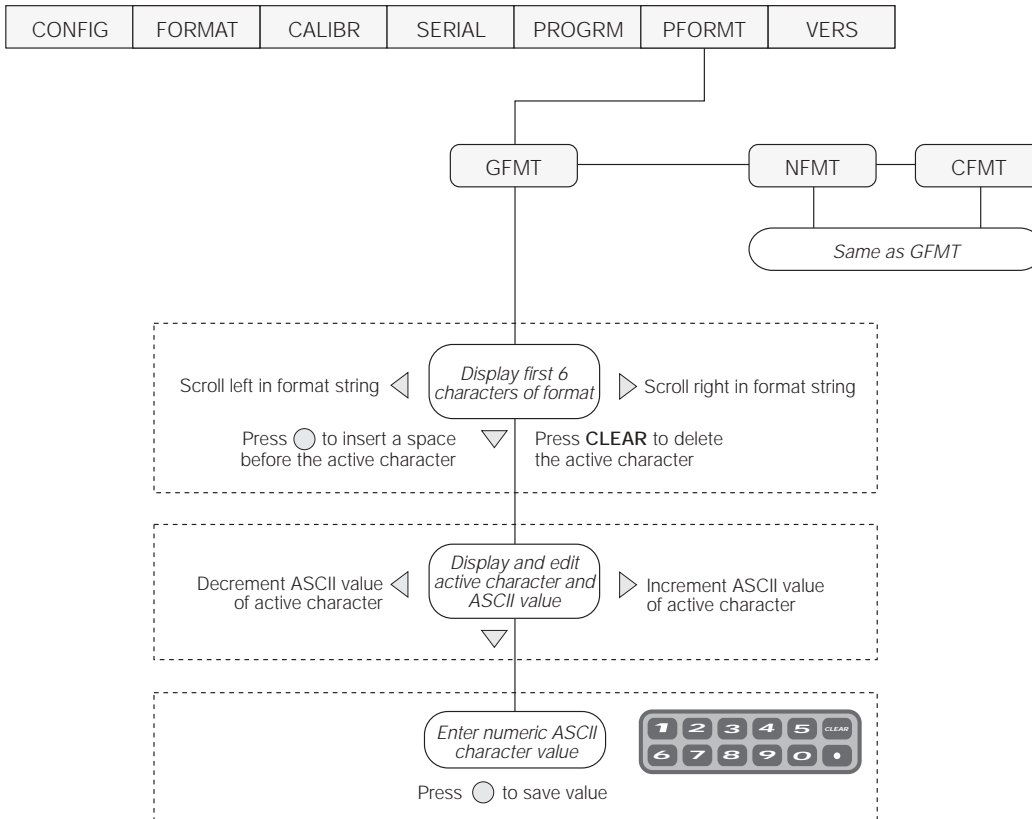 CONFIG FORMAT CALIBR SERIAL PROGRM PFORMT VERS
GFMT NFMT CFMT
Same as GFMT
Display first 6
characters of format
Scroll left in format string
Scroll right in format string
Press to insert a space
before the active character
Press CLEAR to delete
the active character
Display and edit
active character and
ASCII value
Decrement ASCII value
of active character
Increment ASCII value
of active character
Enter numeric ASCII
character value
1 2 3 4 5 CLEAR
6 7 8 9 0 •
Press to save value